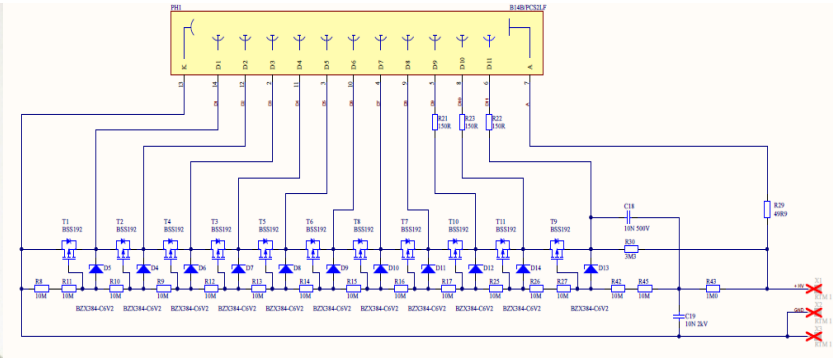 PH1 B14B/PCS2LF
K D1 D2 D3 D4 D5 D6 D7 D8 D9 D10 D11 A
13 14 12 2 11 3 10 4 9 5 8 6 7
R21 R23 R22
150R 150R 150R
R29
49R9
C18
10N 500V
T1 T2 T4 T3 T5 T6 T8 T7 T10 T11 T9
BSS192 BSS192 BSS192 BSS192 BSS192 BSS192 BSS192 BSS192 BSS192 BSS192 BSS192
R30
3M3
D5 D4 D6 D7 D8 D9 D10 D11 D12 D14 D13
R8 R11 R10 R9 R12 R13 R14 R15 R16 R17 R25 R26 R27 R42 R45 R43
10M 10M 10M 10M 10M 10M 10M 10M 10M 10M 10M 10M 10M 10M 10M 1M0
BZX384-C6V2 BZX384-C6V2 BZX384-C6V2 BZX384-C6V2 BZX384-C6V2 BZX384-C6V2 BZX384-C6V2 BZX384-C6V2 BZX384-C6V2 BZX384-C6V2 BZX384-C6V2
C19
10N 2kV
GND